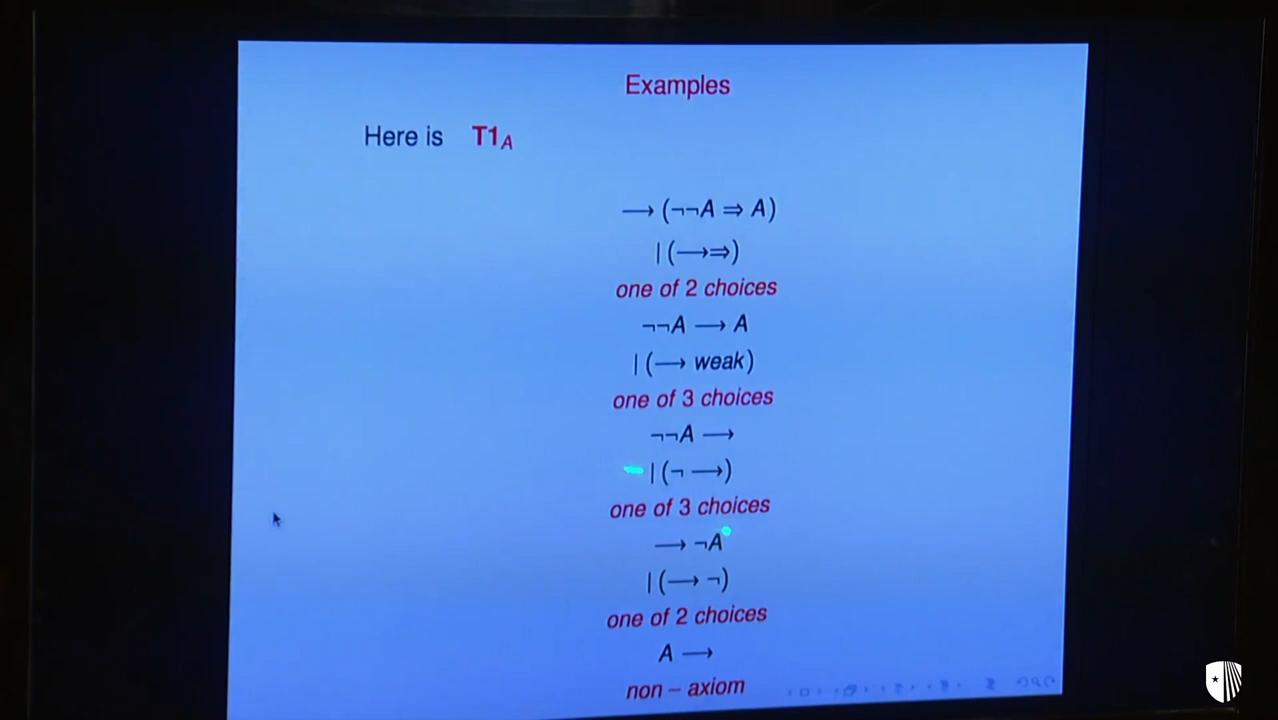 Examples
Here is T1_A
⟶ (¬¬A ⇒ A)
| (⟶⇒)
one of 2 choices
¬¬A ⟶ A
| (⟶ weak)
one of 3 choices
¬¬A ⟶
| (¬ ⟶)
one of 3 choices
⟶ ¬A
| (⟶ ¬)
one of 2 choices
A ⟶
non – axiom